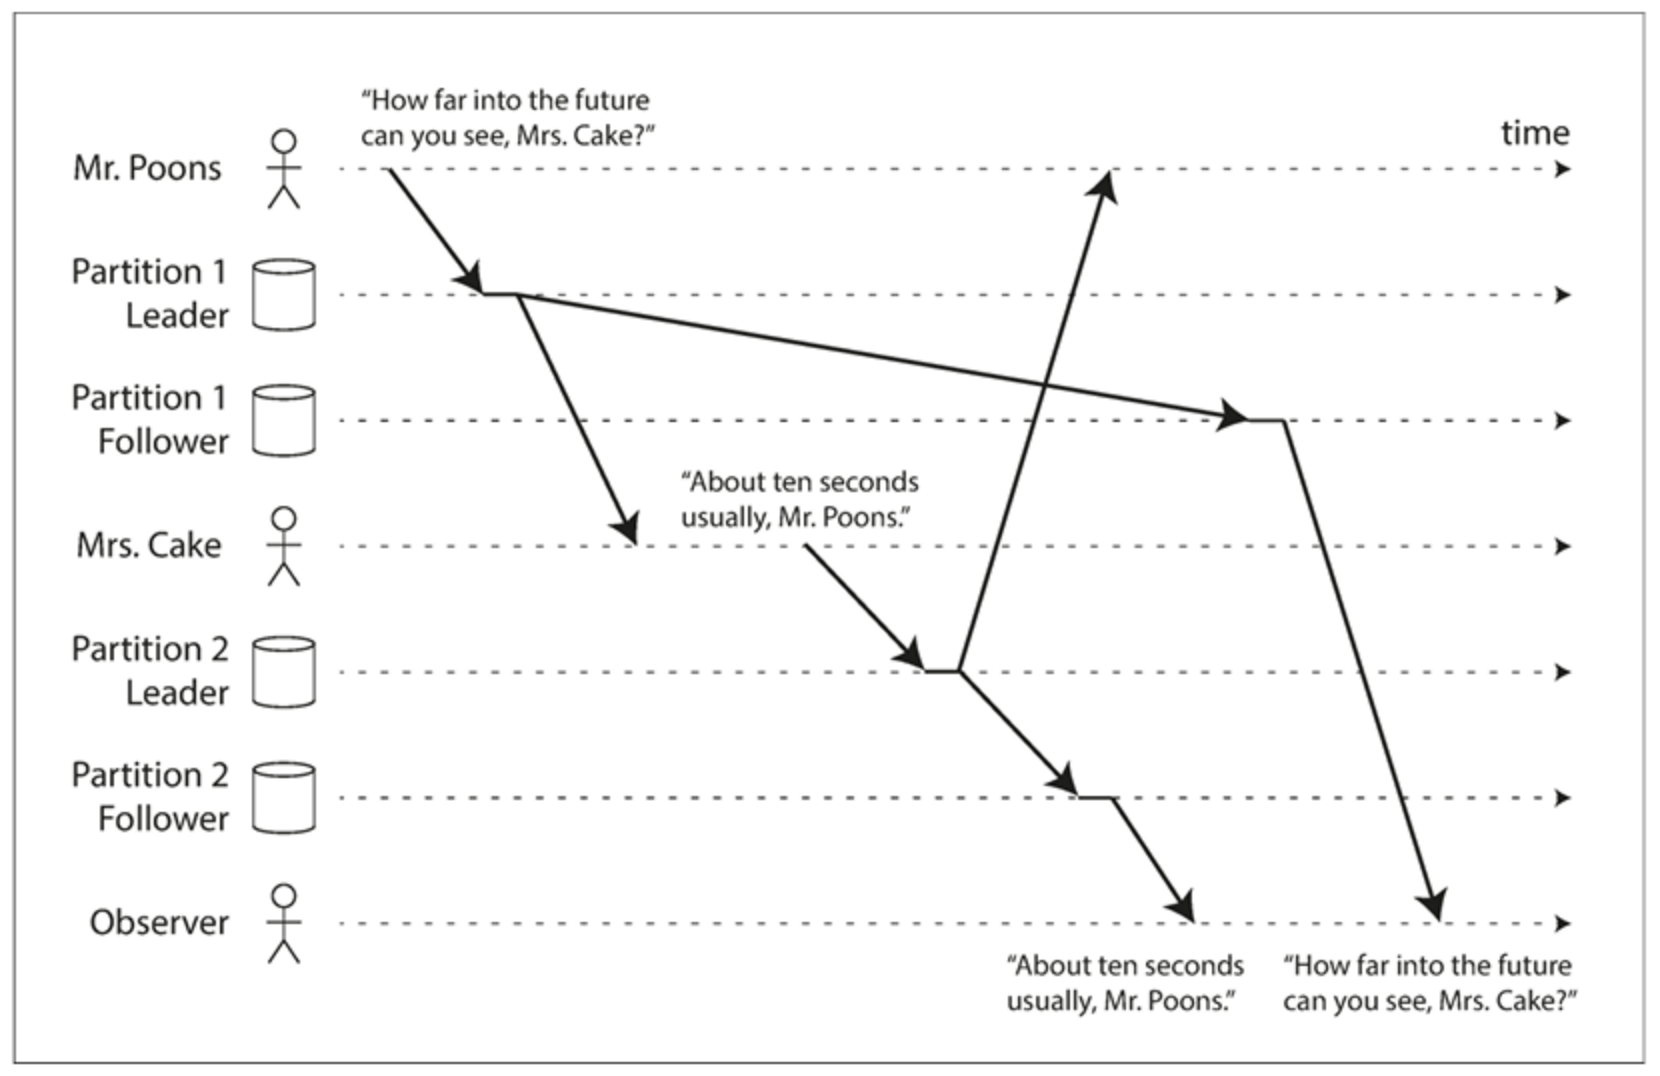 “How far into the future
can you see, Mrs. Cake?”
time
Mr. Poons
Partition 1
Leader
Partition 1
Follower
“About ten seconds
usually, Mr. Poons.”
Mrs. Cake
Partition 2
Leader
Partition 2
Follower
Observer
“About ten seconds
usually, Mr. Poons.”
“How far into the future
can you see, Mrs. Cake?”